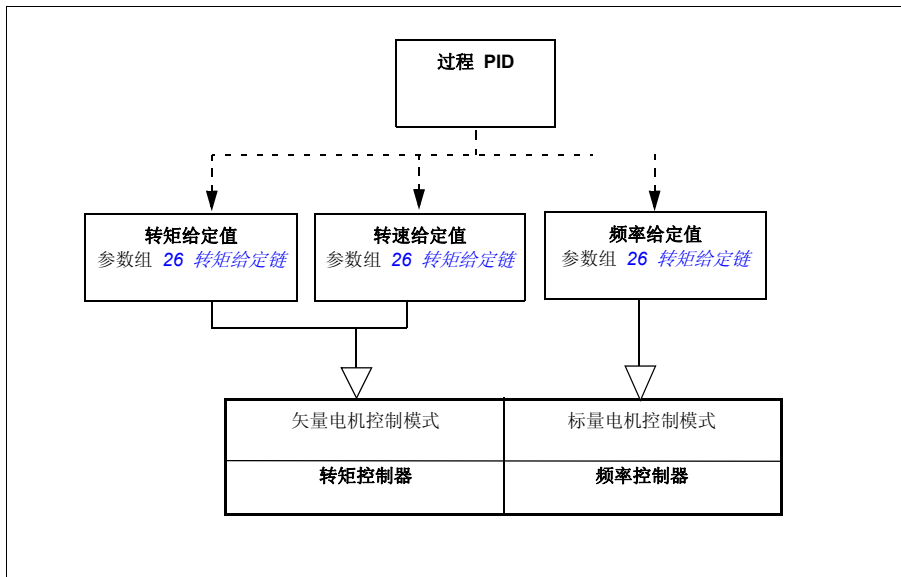 过程 PID
转矩给定值
参数组 26 转矩给定链
转速给定值
参数组 26 转矩给定链
频率给定值
参数组 26 转矩给定链
矢量电机控制模式
标量电机控制模式
转矩控制器
频率控制器